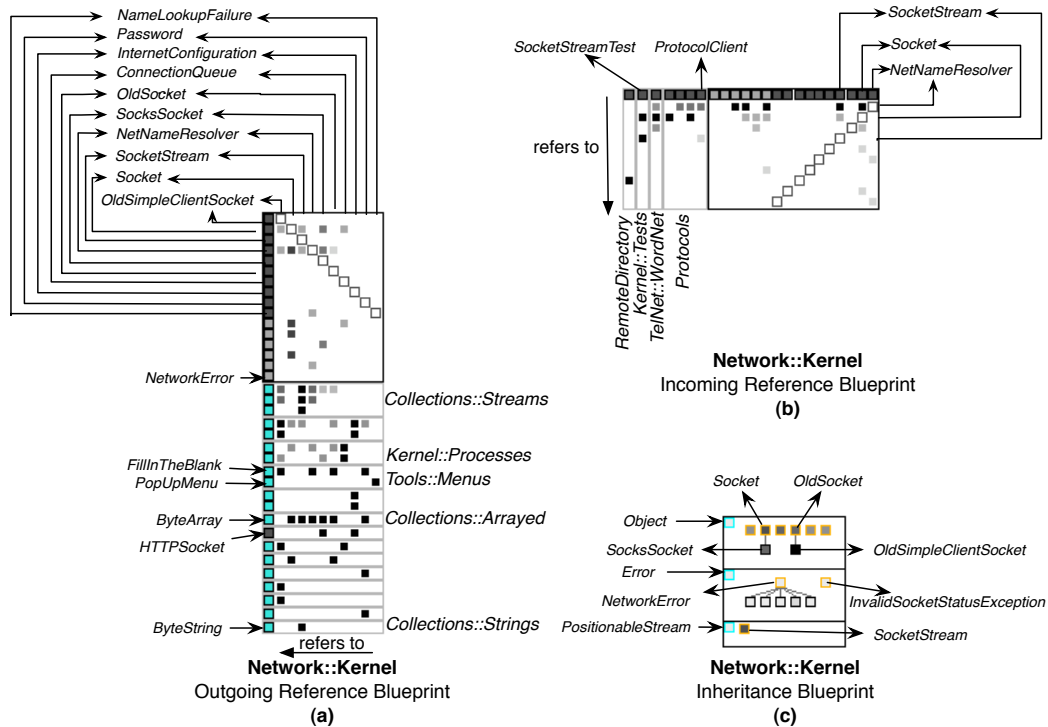 NameLookupFailure
Password
InternetConfiguration
ConnectionQueue
OldSocket
SocksSocket
NetNameResolver
SocketStream
Socket
OldSimpleClientSocket
NetworkError
Collections::Streams
Kernel::Processes
FillInTheBlank
PopUpMenu
Tools::Menus
ByteArray
Collections::Arrayed
HTTPSocket
ByteString
Collections::Strings
refers to
Network::Kernel
Outgoing Reference Blueprint
(a)
SocketStream
SocketStreamTest
ProtocolClient
Socket
NetNameResolver
refers to
RemoteDirectory
Kernel::Tests
TelNet::WordNet
Protocols
Network::Kernel
Incoming Reference Blueprint
(b)
Socket
OldSocket
Object
SocksSocket
OldSimpleClientSocket
Error
NetworkError
InvalidSocketStatusException
PositionableStream
SocketStream
Network::Kernel
Inheritance Blueprint
(c)